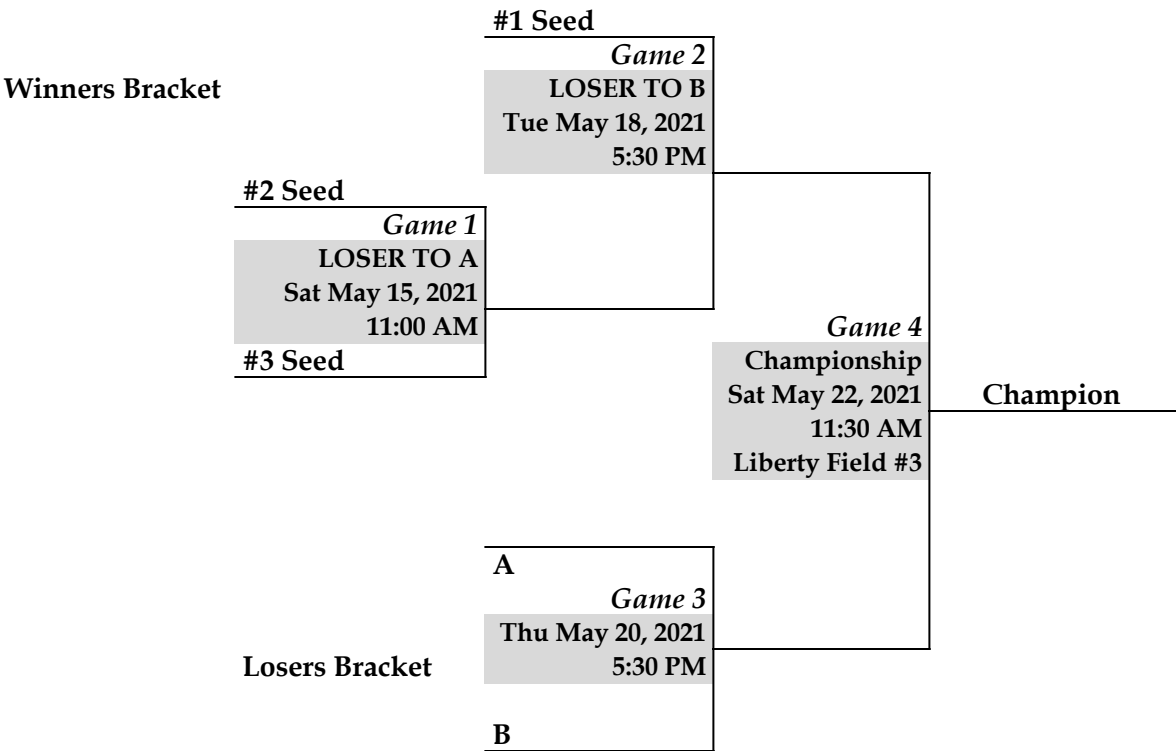 #1 Seed
Game 2
Winners Bracket
LOSER TO B
Tue May 18, 2021
5:30 PM
#2 Seed
Game 1
LOSER TO A
Sat May 15, 2021
11:00 AM
#3 Seed
Game 4
Championship
Sat May 22, 2021
11:30 AM
Liberty Field #3
Champion
A
Game 3
Thu May 20, 2021
5:30 PM
Losers Bracket
B